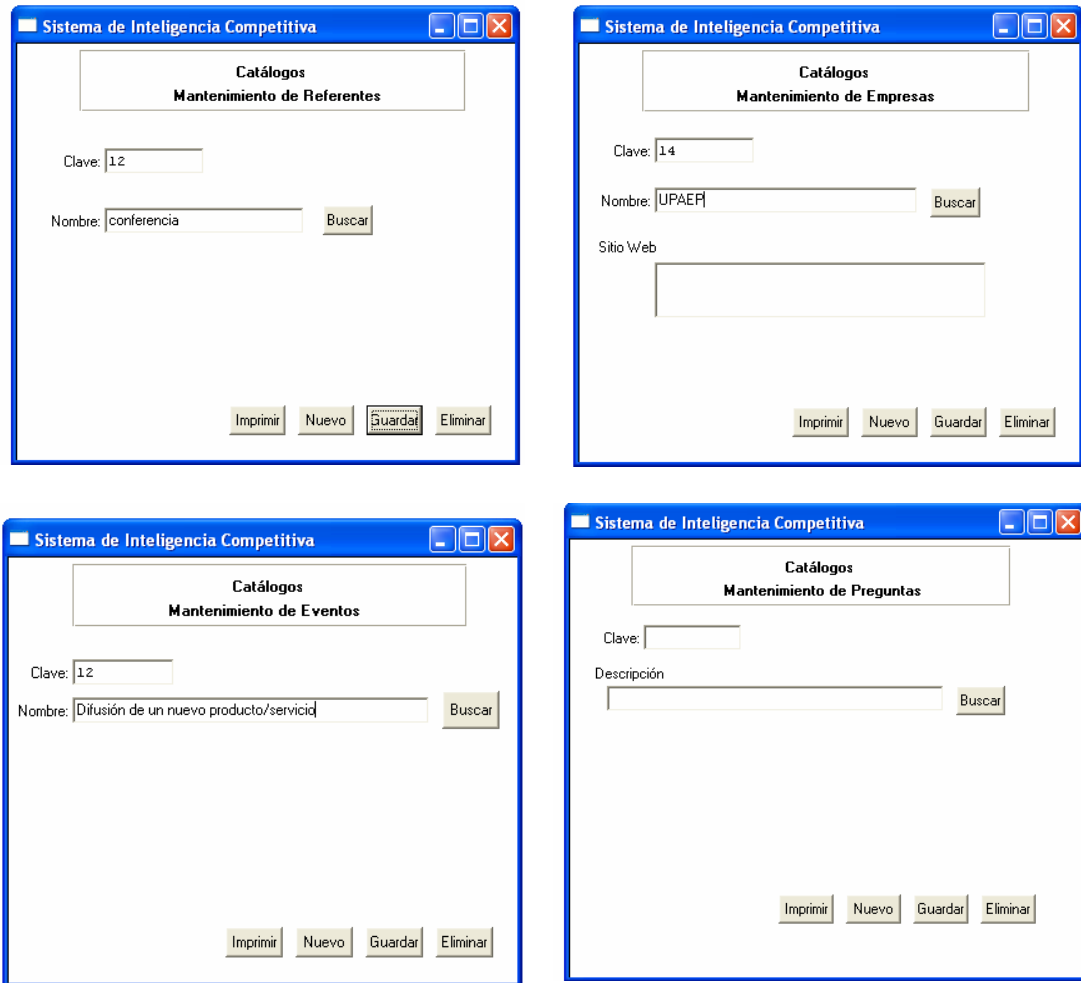 Sistema de Inteligencia Competitiva
Catálogos
Mantenimiento de Referentes
Clave: 12
Nombre: conferencia Buscar
Imprimir Nuevo Guardar Eliminar
Sistema de Inteligencia Competitiva
Catálogos
Mantenimiento de Empresas
Clave: 14
Nombre: UPAEP Buscar
Sitio Web
Imprimir Nuevo Guardar Eliminar
Sistema de Inteligencia Competitiva
Catálogos
Mantenimiento de Eventos
Clave: 12
Nombre: Difusión de un nuevo producto/servicio Buscar
Imprimir Nuevo Guardar Eliminar
Sistema de Inteligencia Competitiva
Catálogos
Mantenimiento de Preguntas
Clave:
Descripción
Buscar
Imprimir Nuevo Guardar Eliminar